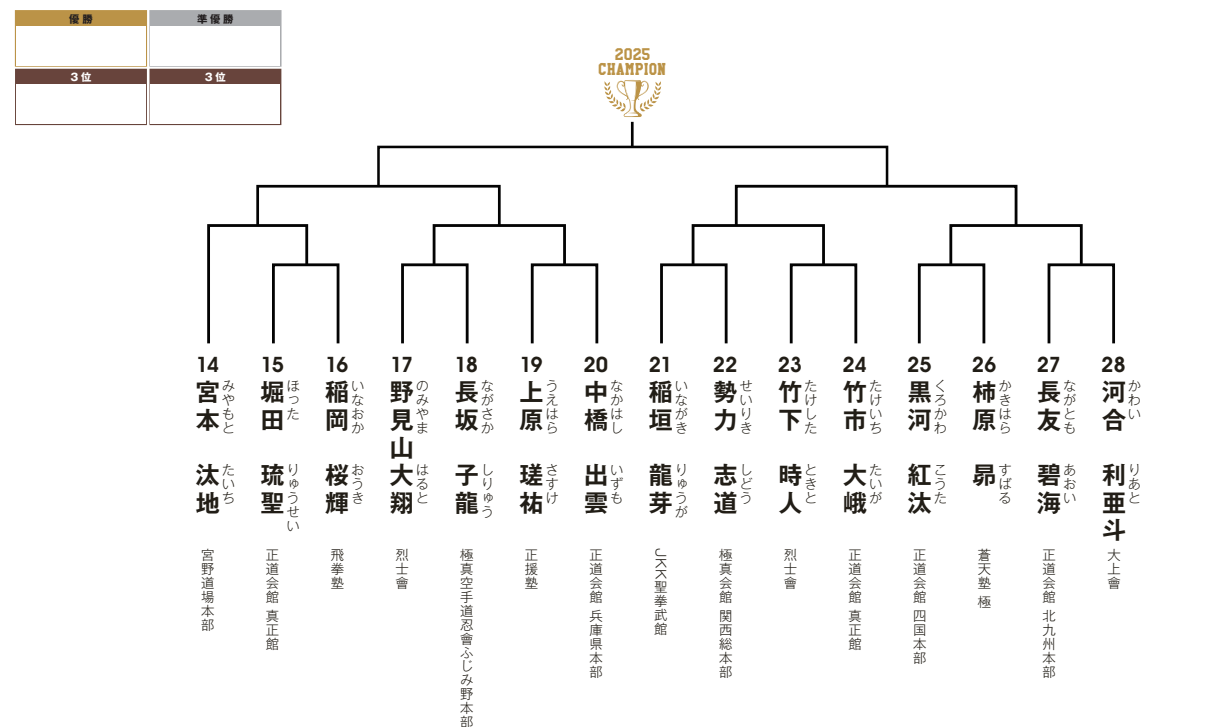 優勝
準優勝
3位
3位
2025
CHAMPION
14
宮本 汰地
みやもと たいち
宮野道場本部
15
堀田 琉聖
ほった りゅうせい
正道会館 真正館
16
稲岡 桜輝
いなおか おうき
飛拳塾
17
野見山 大翔
のみやま はると
烈士會
18
長坂 子龍
ながさか しりゅう
極真空手道忍會ふじみ野本部
19
上原 瑳祐
うえはら さすけ
正援塾
20
中橋 出雲
なかはし いずも
正道会館 兵庫県本部
21
稲垣 龍芽
いながき りゅうが
JKK聖拳武館
22
勢力 志道
せいりき しどう
極真会館 関西総本部
23
竹下 時人
たけした ときと
烈士會
24
竹市 大峨
たけいち たいが
正道会館 真正館
25
黒河 紅汰
くろかわ こうた
正道会館 四国本部
26
柿原 昴
かきはら すばる
蒼天塾 極
27
長友 碧海
ながとも あおい
正道会館 北九州本部
28
河合 利亜斗
かわい りあと
大上會